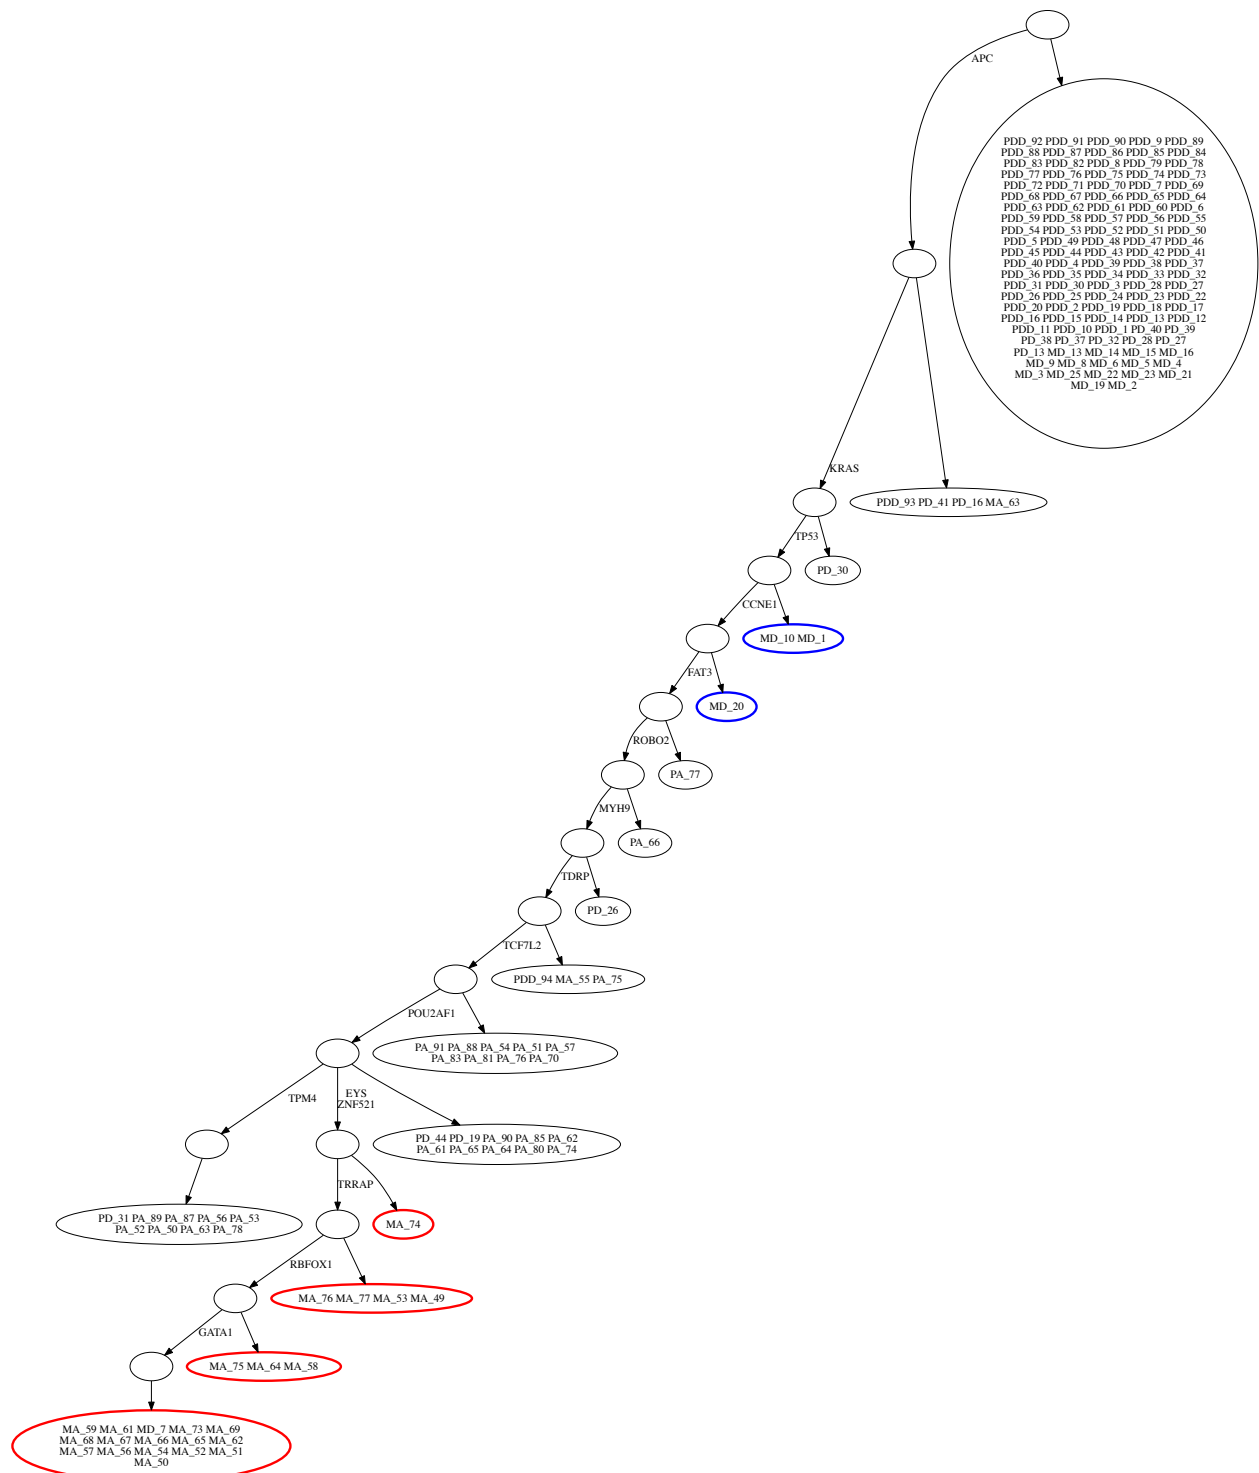 APC
PDD_92 PDD_91 PDD_90 PDD_9 PDD_89
PDD_88 PDD_87 PDD_86 PDD_85 PDD_84
PDD_83 PDD_82 PDD_8 PDD_79 PDD_78
PDD_77 PDD_76 PDD_75 PDD_74 PDD_73
PDD_72 PDD_71 PDD_70 PDD_7 PDD_69
PDD_68 PDD_67 PDD_66 PDD_65 PDD_64
PDD_63 PDD_62 PDD_61 PDD_60 PDD_6
PDD_59 PDD_58 PDD_57 PDD_56 PDD_55
PDD_54 PDD_53 PDD_52 PDD_51 PDD_50
PDD_5 PDD_49 PDD_48 PDD_47 PDD_46
PDD_45 PDD_44 PDD_43 PDD_42 PDD_41
PDD_40 PDD_4 PDD_39 PDD_38 PDD_37
PDD_36 PDD_35 PDD_34 PDD_33 PDD_32
PDD_31 PDD_30 PDD_3 PDD_28 PDD_27
PDD_26 PDD_25 PDD_24 PDD_23 PDD_22
PDD_20 PDD_2 PDD_19 PDD_18 PDD_17
PDD_16 PDD_15 PDD_14 PDD_13 PDD_12
PDD_11 PDD_10 PDD_1 PD_40 PD_39
PD_38 PD_37 PD_32 PD_28 PD_27
PD_13 MD_13 MD_14 MD_15 MD_16
MD_9 MD_8 MD_6 MD_5 MD_4
MD_3 MD_25 MD_22 MD_23 MD_21
MD_19 MD_2
KRAS
PDD_93 PD_41 PD_16 MA_63
TP53
PD_30
CCNE1
MD_10 MD_1
FAT3
MD_20
ROBO2
PA_77
MYH9
PA_66
TDRP
PD_26
TCF7L2
PDD_94 MA_55 PA_75
POU2AF1
PA_91 PA_88 PA_54 PA_51 PA_57
PA_83 PA_81 PA_76 PA_70
TPM4
EYS
ZNF521
PD_44 PD_19 PA_90 PA_85 PA_62
PA_61 PA_65 PA_64 PA_80 PA_74
TRRAP
PD_31 PA_89 PA_87 PA_56 PA_53
PA_52 PA_50 PA_63 PA_78
MA_74
RBFOX1
MA_76 MA_77 MA_53 MA_49
GATA1
MA_75 MA_64 MA_58
MA_59 MA_61 MD_7 MA_73 MA_69
MA_68 MA_67 MA_66 MA_65 MA_62
MA_57 MA_56 MA_54 MA_52 MA_51
MA_50